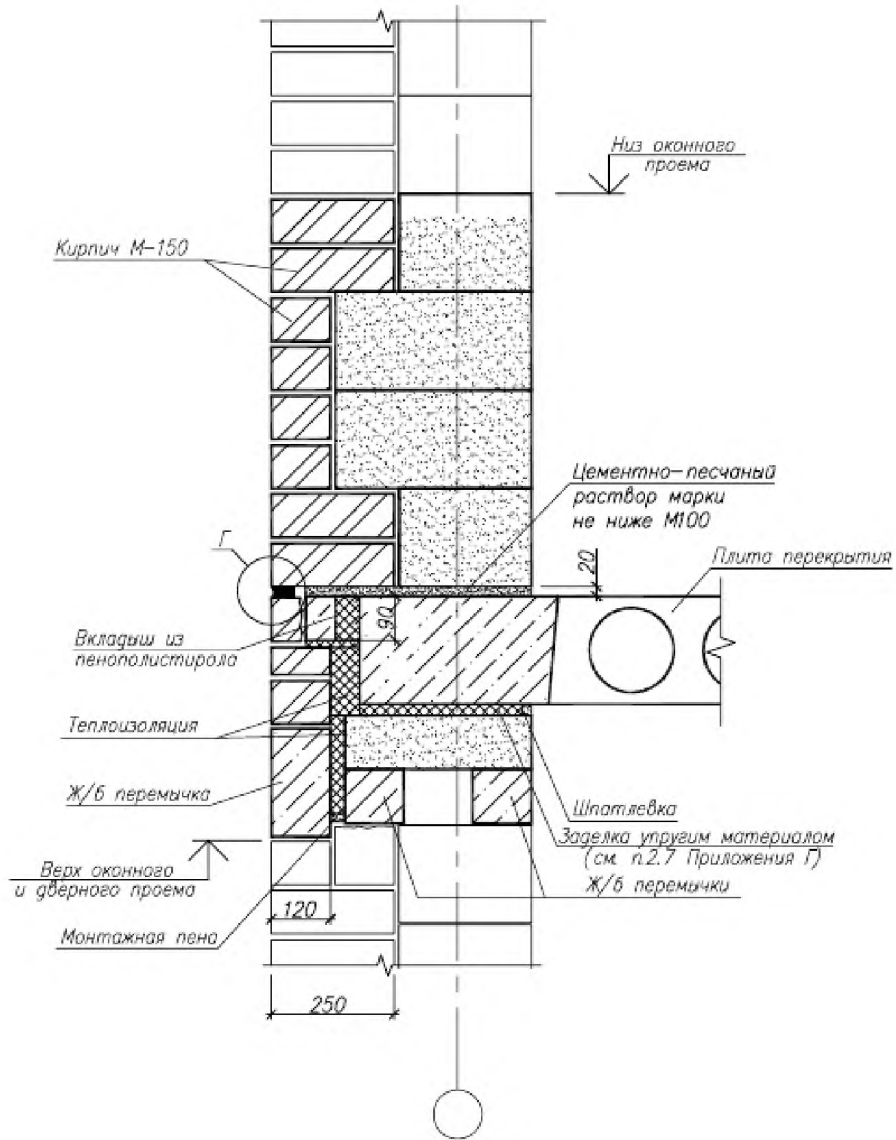 Низ оконного
проема
Кирпич М-150
Цементно-песчаный
раствор марки
не ниже М100
Г
20
Плита перекрытия
90
Вкладыш из
пенополистирола
Теплоизоляция
Ж/б перемычка
Шпатлевка
Заделка упругим материалом
(см. п.2.7 Приложения Г)
Ж/б перемычки
Верх оконного
и дверного проема
120
Монтажная пена
250